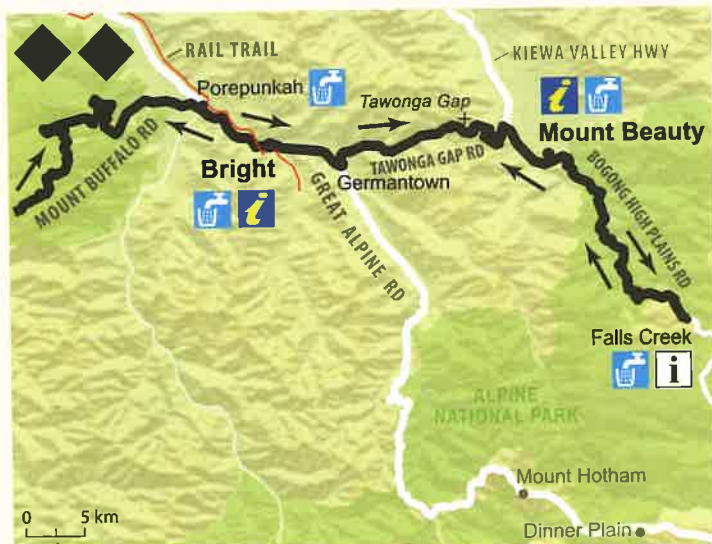 RAIL TRAIL
KIEWA VALLEY HWY
Porepunkah
Tawonga Gap
i
Mount Beauty
MOUNT BUFFALO RD
Bright
TAWONGA GAP RD
Germantown
i
GREAT ALPINE RD
BOGONG HIGH PLAINS RD
Falls Creek
i
ALPINE
NATIONAL PARK
Mount Hotham
0 5 km
Dinner Plain